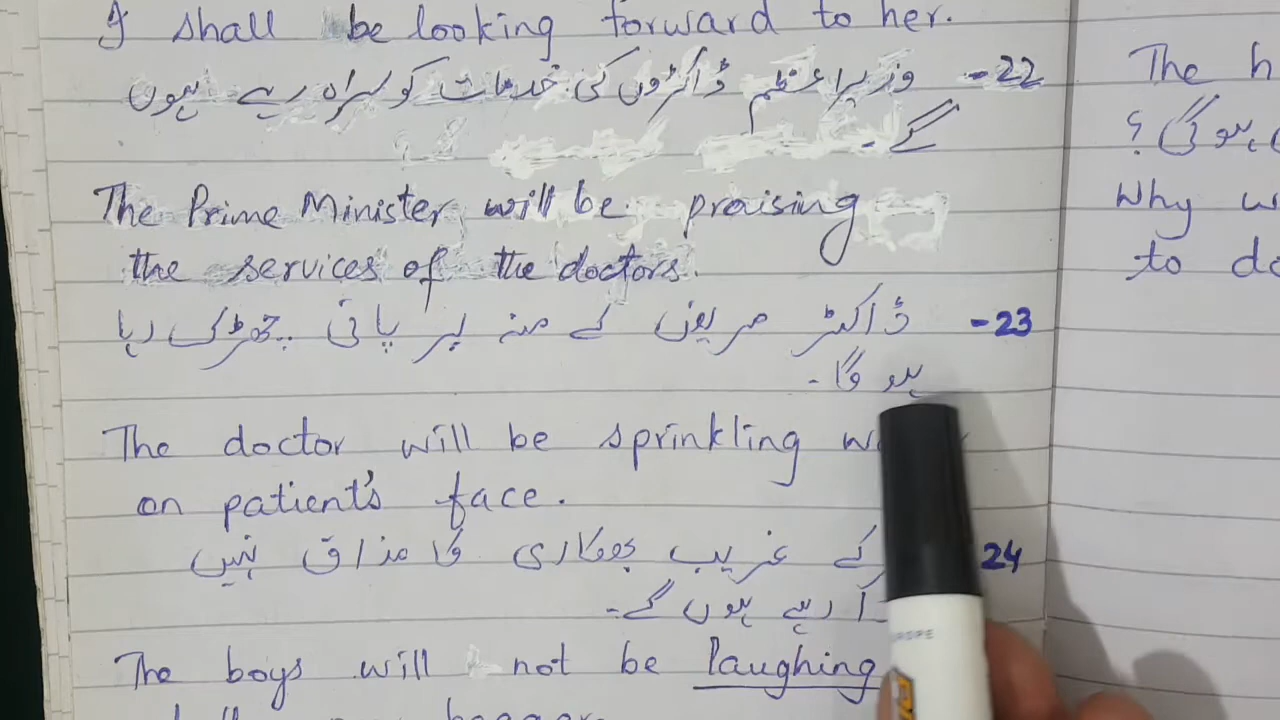 I shall be looking forward to her.
22- وزیراعظم ڈاکٹروں کی خدمات کو سراہ رہے ہوں
گے۔
The Prime Minister will be praising
the services of the doctors.
23- ڈاکٹر مریض کے منہ پر پانی چھڑک رہا
ہو گا۔
The doctor will be sprinkling
on patient's face.
24 کے غریب بھکاری کا مذاق نہیں
رہے ہوں گے۔
The boys will not be laughing
The h
ہو گی؟
Why w
to do